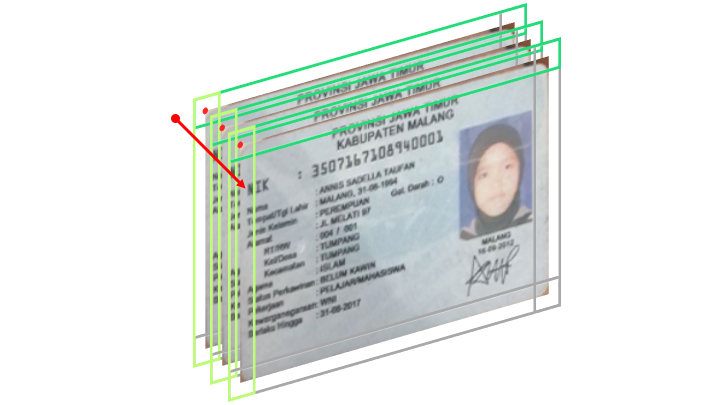 PROVINSI JAWA TIMUR
PROVINSI JAWA TIMUR
PROVINSI JAWA TIMUR
KABUPATEN MALANG
NIK : 3507167108940001
Nama : ANNIS SADELLA TAUFAN
Tempat/Tgl Lahir : MALANG, 31-08-1994
Jenis Kelamin : PEREMPUAN Gol. Darah : O
Alamat : JL MELATI 97
RT/RW : 004 / 001
Kel/Desa : TUMPANG
Kecamatan : TUMPANG
Agama : ISLAM
Status Perkawinan : BELUM KAWIN
Pekerjaan : PELAJAR/MAHASISWA
Kewarganegaraan : WNI
Berlaku Hingga : 31-08-2017
MALANG